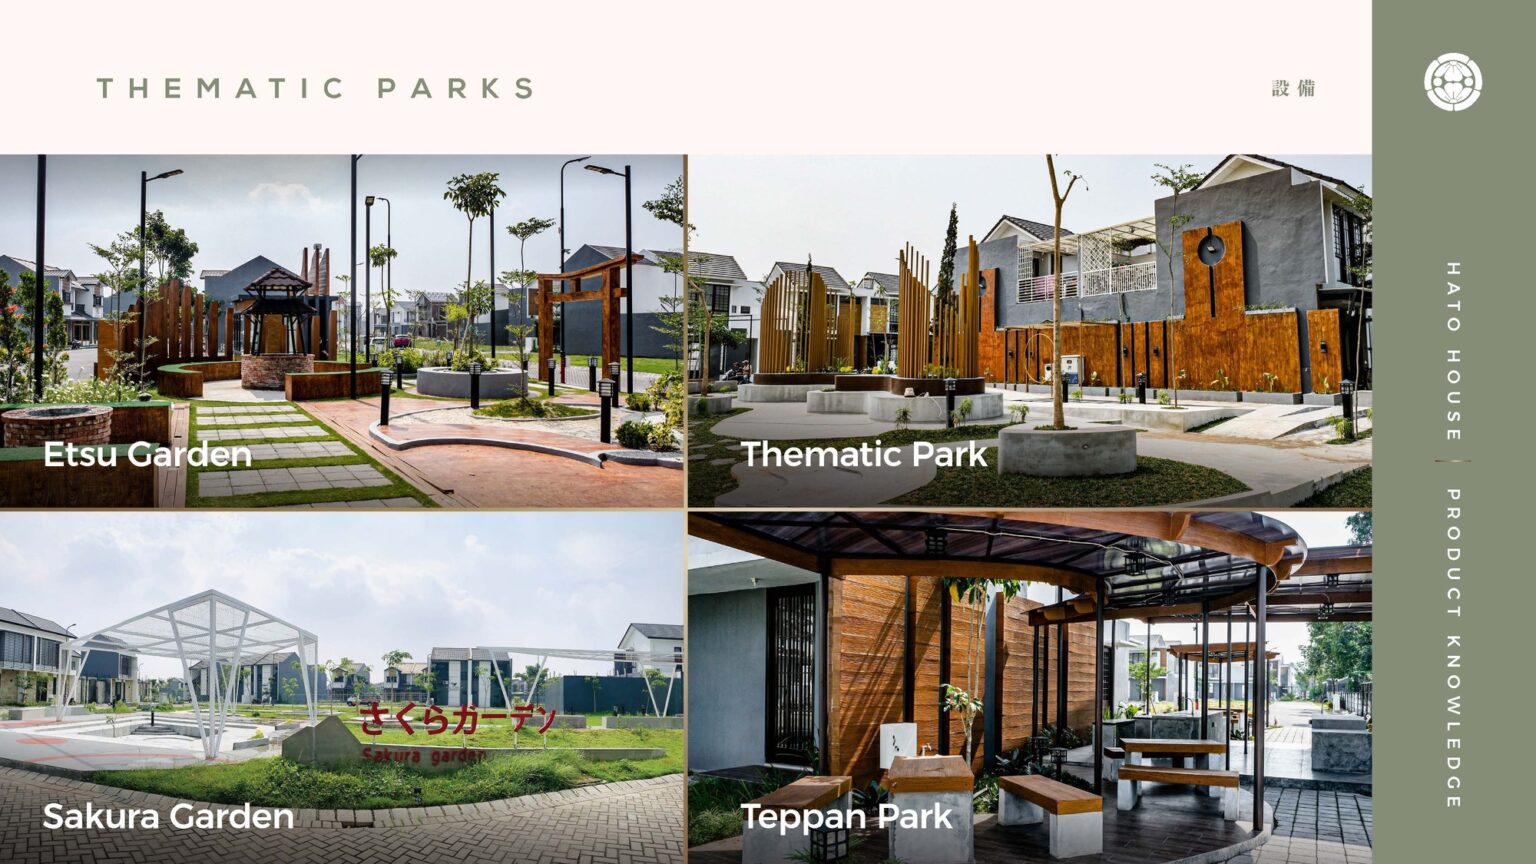 THEMATIC PARKS
設備
Etsu Garden
Thematic Park
さくらガーデン
Sakura garden
Sakura Garden
Teppan Park
HATO HOUSE | PRODUCT KNOWLEDGE